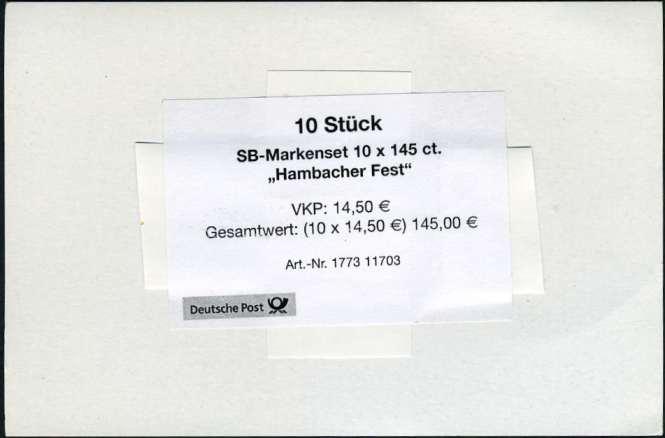 10 Stück
SB-Markenset 10 x 145 ct.
„Hambacher Fest“
VKP: 14,50 €
Gesamtwert: (10 x 14,50 €) 145,00 €
Art.-Nr. 1773 11703
Deutsche Post